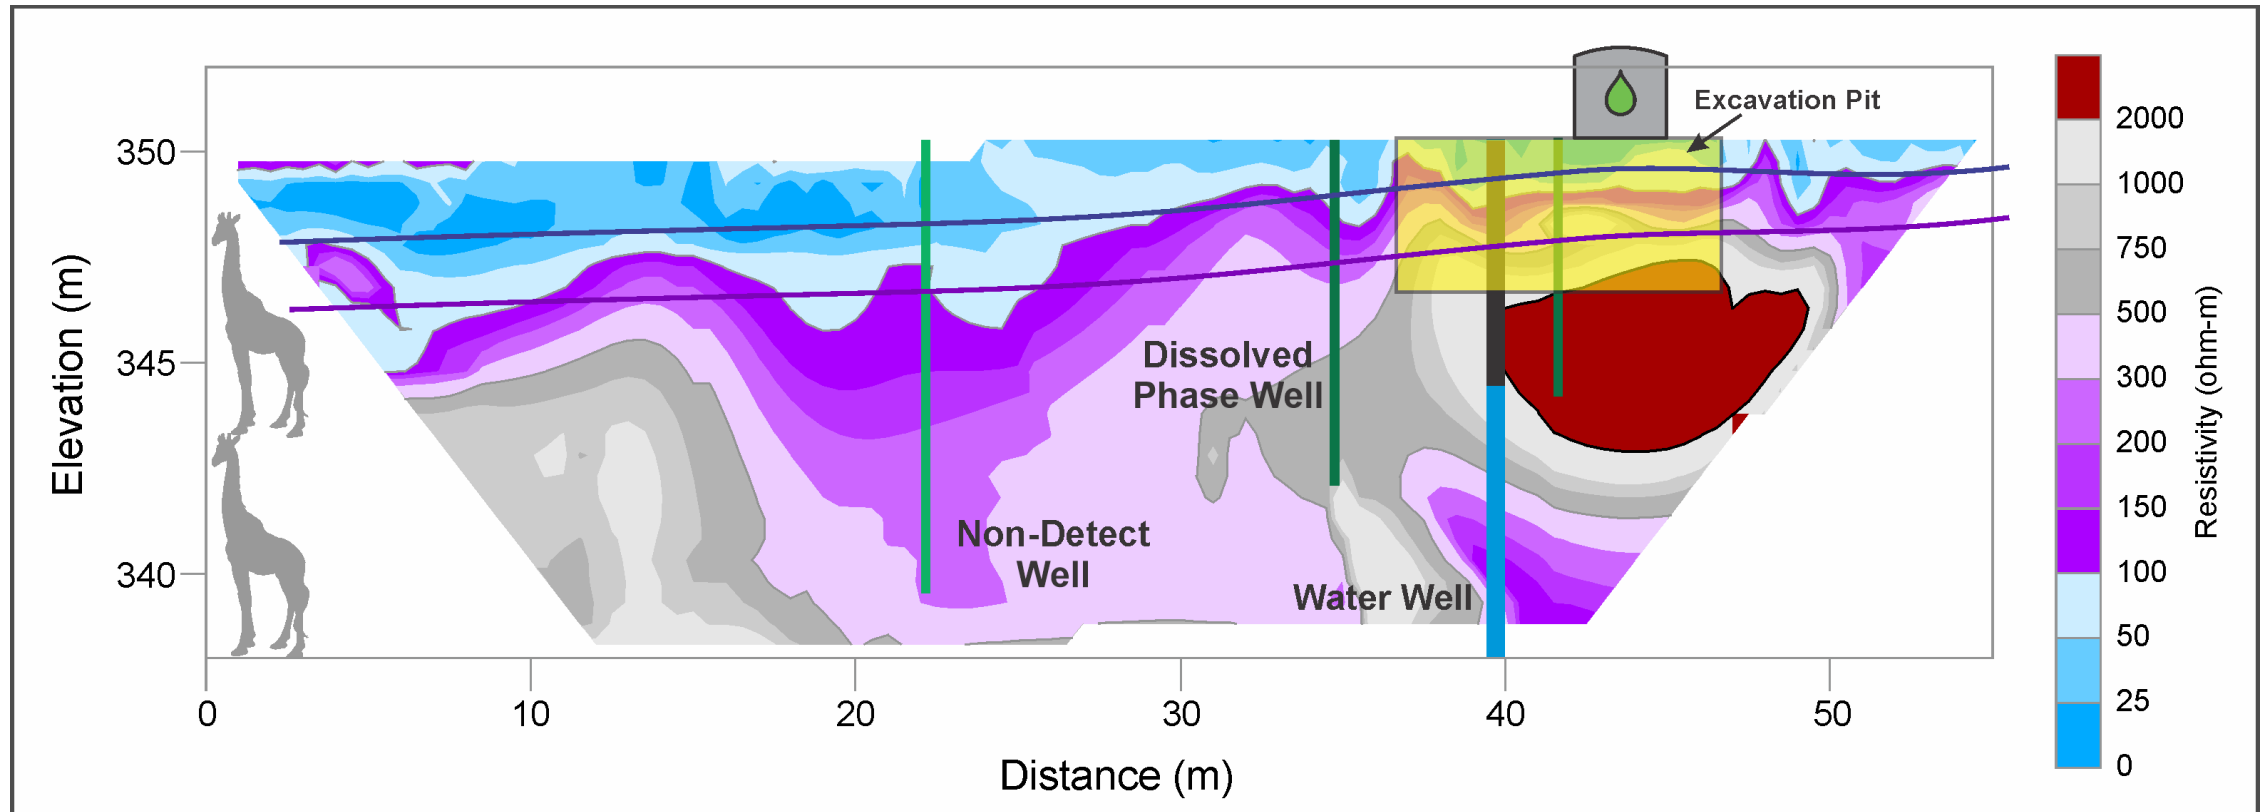 Excavation Pit
350
345
340
Elevation (m)
Dissolved
Phase Well
Non-Detect
Well
Water Well
0
10
20
30
40
50
Distance (m)
2000
1000
750
500
300
200
150
100
50
25
0
Resistivity (ohm-m)